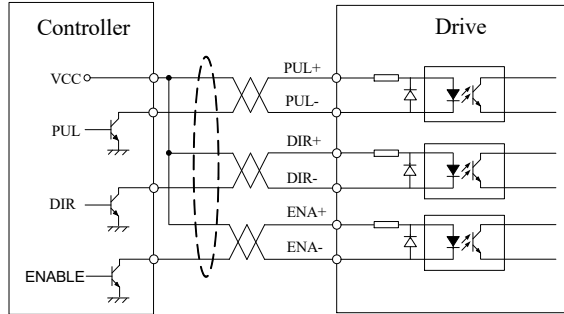 Controller
Drive
VCC
PUL+
PUL
PUL-
DIR+
DIR
DIR-
ENA+
ENABLE
ENA-